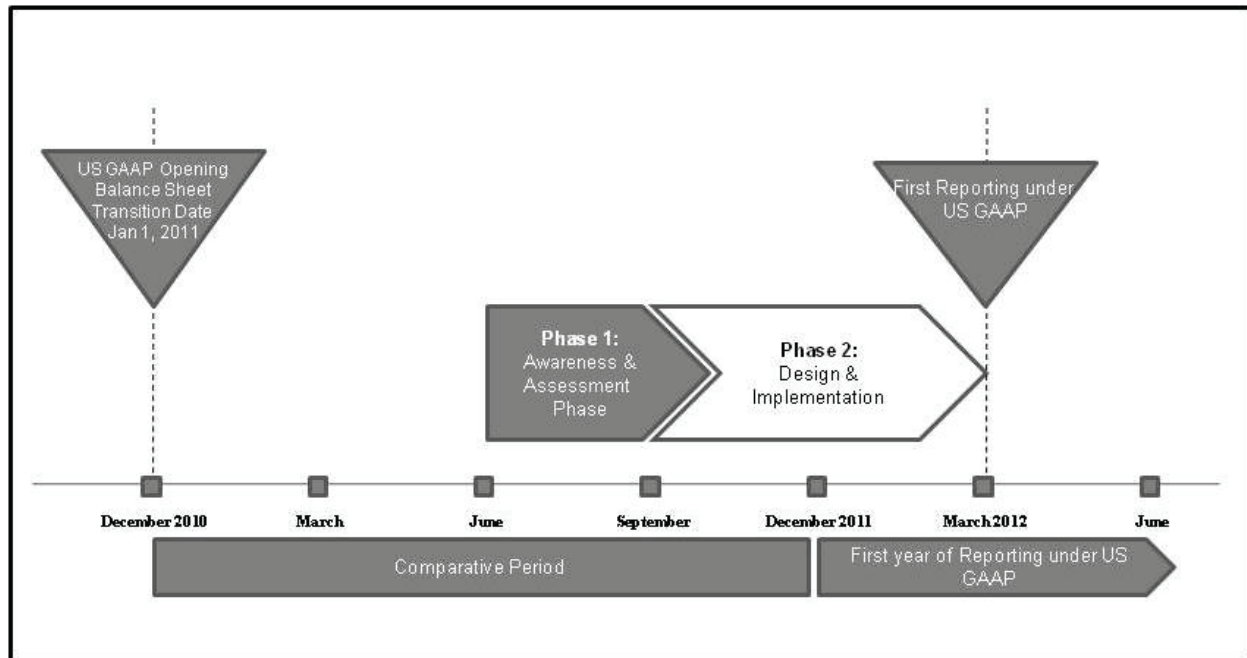 US GAAP Opening
Balance Sheet
Transition Date
Jan 1, 2011
First Reporting under
US GAAP
Phase 1:
Awareness &
Assessment
Phase
Phase 2:
Design &
Implementation
December 2010
March
June
September
December 2011
March 2012
June
Comparative Period
First year of Reporting under US
GAAP